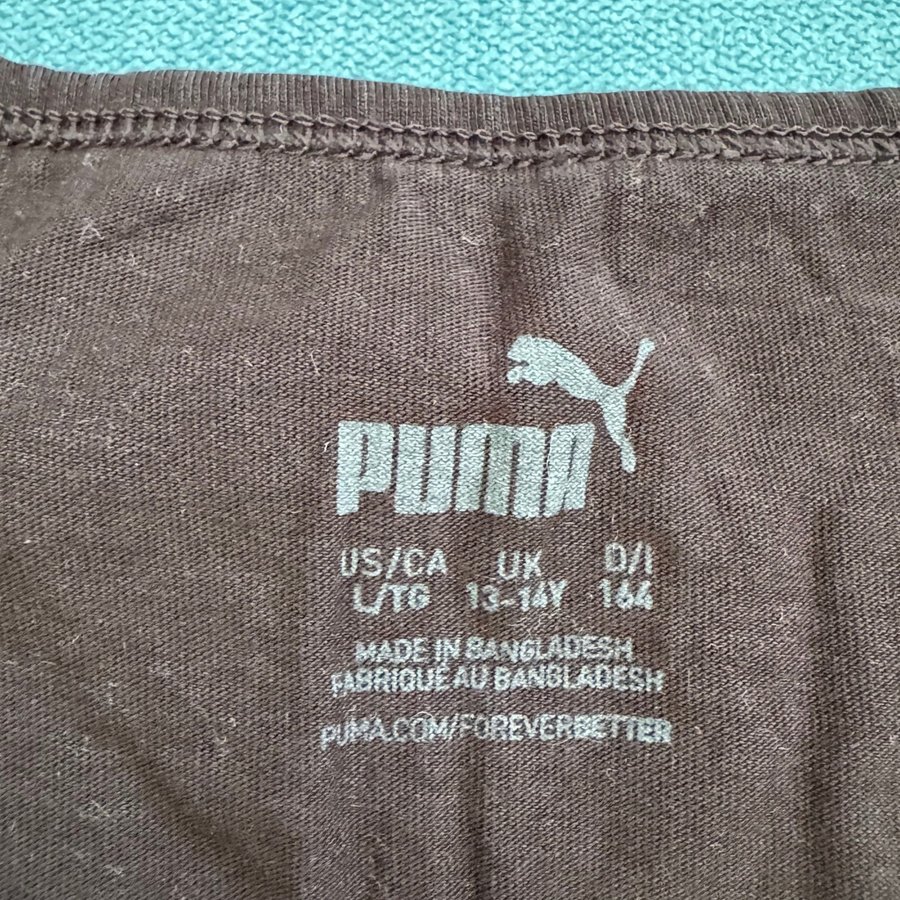 PUMA
US/CA UK D/I
L/TG 13-14Y 164
MADE IN BANGLADESH
FABRIQUÉ AU BANGLADESH
PUMA.COM/FOREVERBETTER